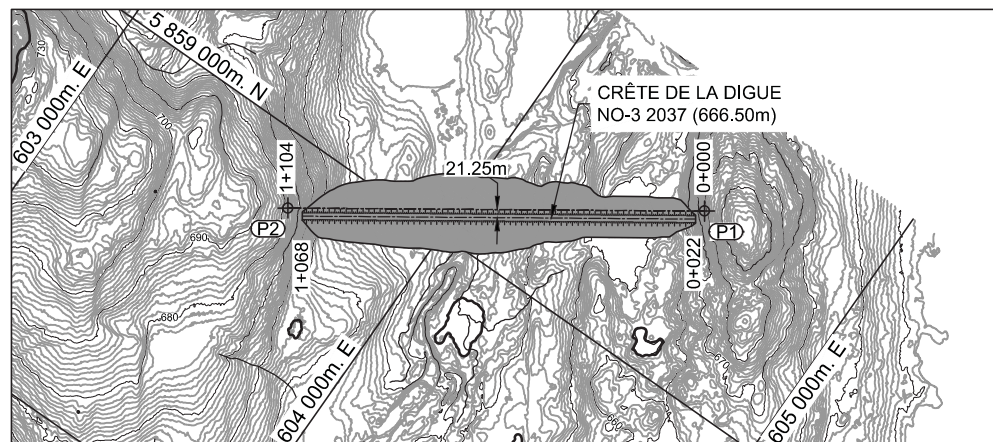 730
5 859 000m. N
603 000m. E
700
CRÊTE DE LA DIGUE
NO-3 2037 (666.50m)
21.25m
1+104
0+000
P2
P1
690
1+068
0+022
680
604 000m. E
605 000m. E